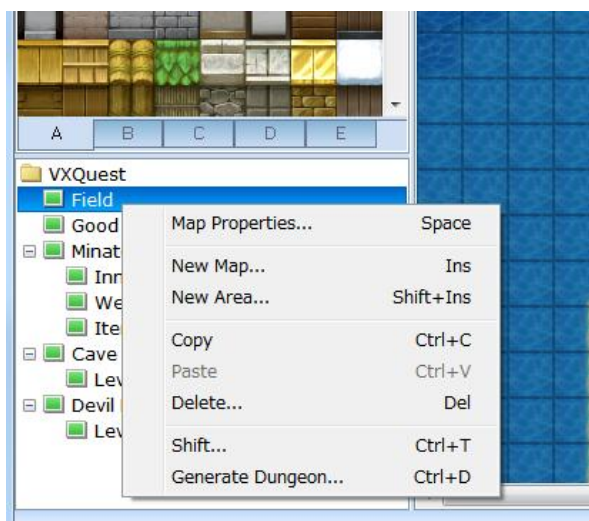 A B C D E
VXQuest
Field
Good
Minat
Inn
We
Ite
Cave
Lev
Devil
Lev
Map Properties... Space
New Map... Ins
New Area... Shift+Ins
Copy Ctrl+C
Paste Ctrl+V
Delete... Del
Shift... Ctrl+T
Generate Dungeon... Ctrl+D